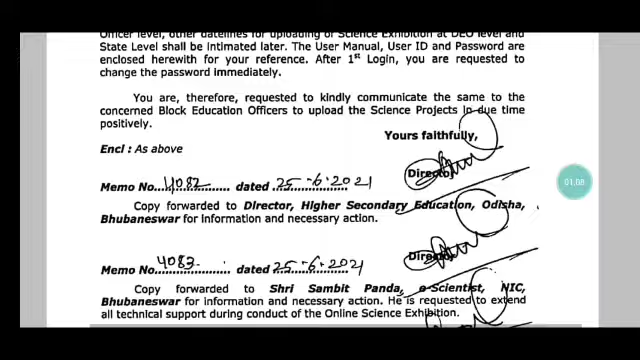 Officer level, other datelines for uploading of Science Exhibition at DEO level and
State Level shall be intimated later. The User Manual, User ID and Password are
enclosed herewith for your reference. After 1st Login, you are requested to
change the password immediately.
You are, therefore, requested to kindly communicate the same to the
concerned Block Education Officers to upload the Science Projects in due time
positively.
Yours faithfully,
Encl : As above
Director
Memo No. 4082 dated 25-6-2021
Copy forwarded to Director, Higher Secondary Education, Odisha,
Bhubaneswar for information and necessary action.
Director
Memo No. 4083 dated 25-6-2021
Copy forwarded to Shri Sambit Panda, e-Scientist, NIC,
Bhubaneswar for information and necessary action. He is requested to extend
all technical support during conduct of the Online Science Exhibition.
01:08